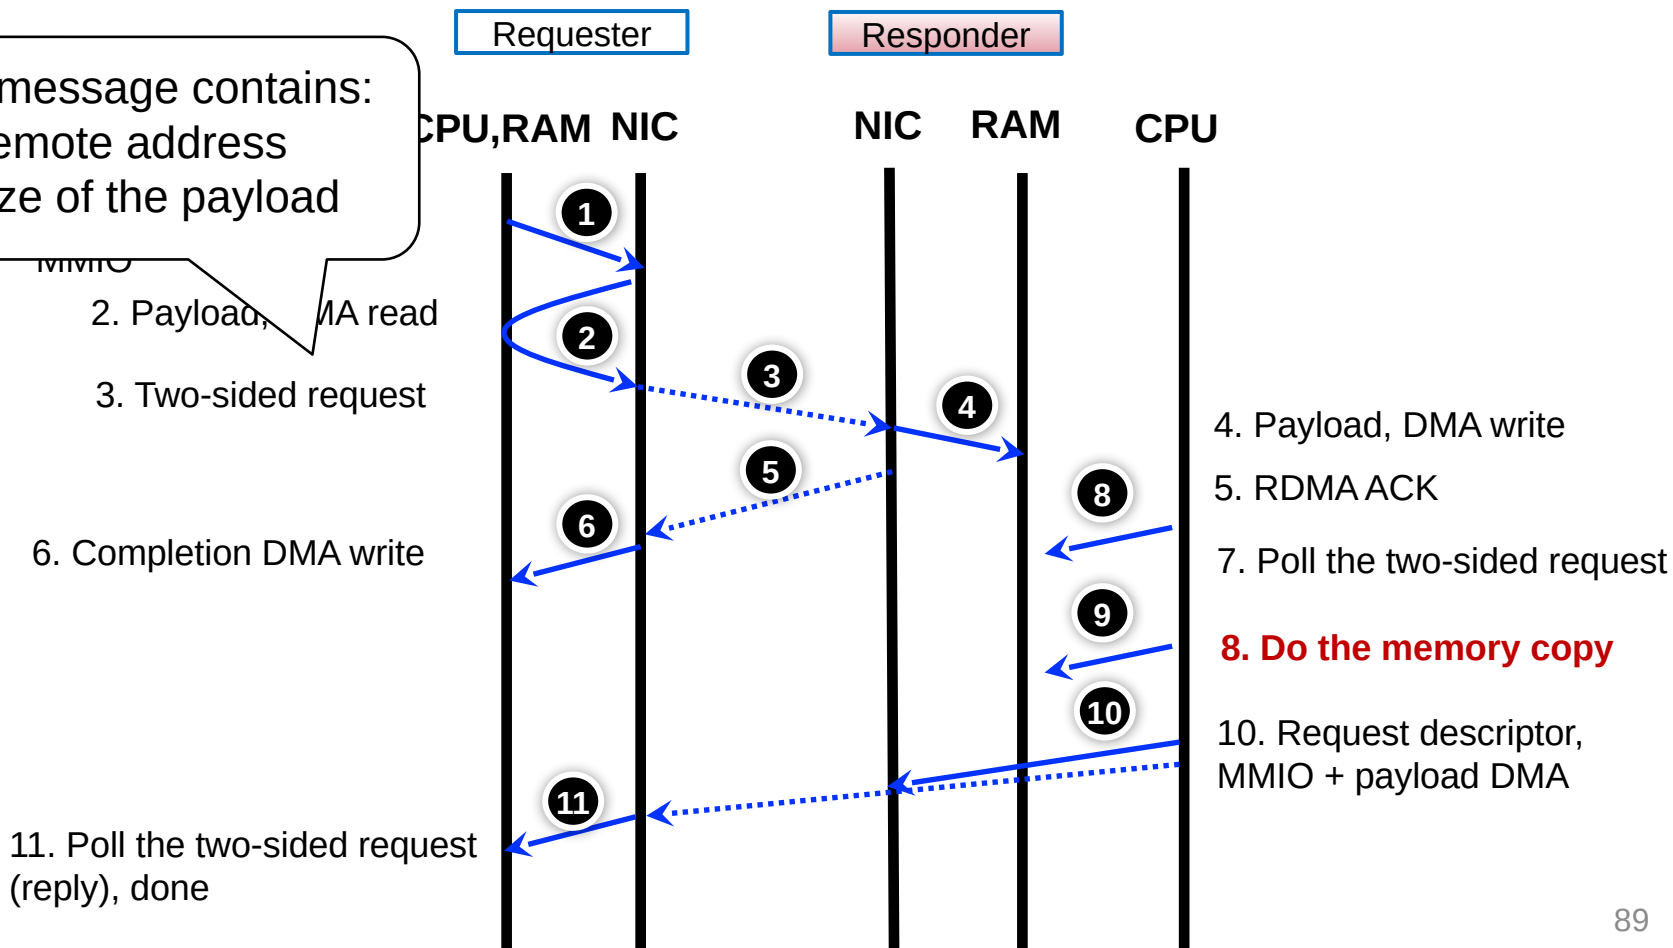 Requester
Responder
message contains:
emote address
ze of the payload
CPU,RAM NIC
NIC RAM CPU
MMIO
1
2. Payload, MA read
2
3
3. Two-sided request
4
4. Payload, DMA write
5
8
5. RDMA ACK
6
6. Completion DMA write
7. Poll the two-sided request
9
8. Do the memory copy
10
10. Request descriptor,
MMIO + payload DMA
11
11. Poll the two-sided request
(reply), done
89